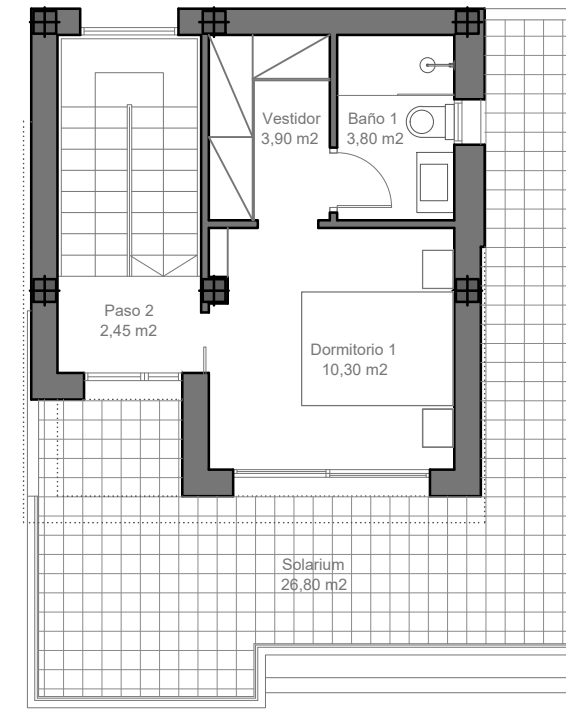 Vestidor
3,90 m2
Baño 1
3,80 m2
Paso 2
2,45 m2
Dormitorio 1
10,30 m2
Solarium
26,80 m2